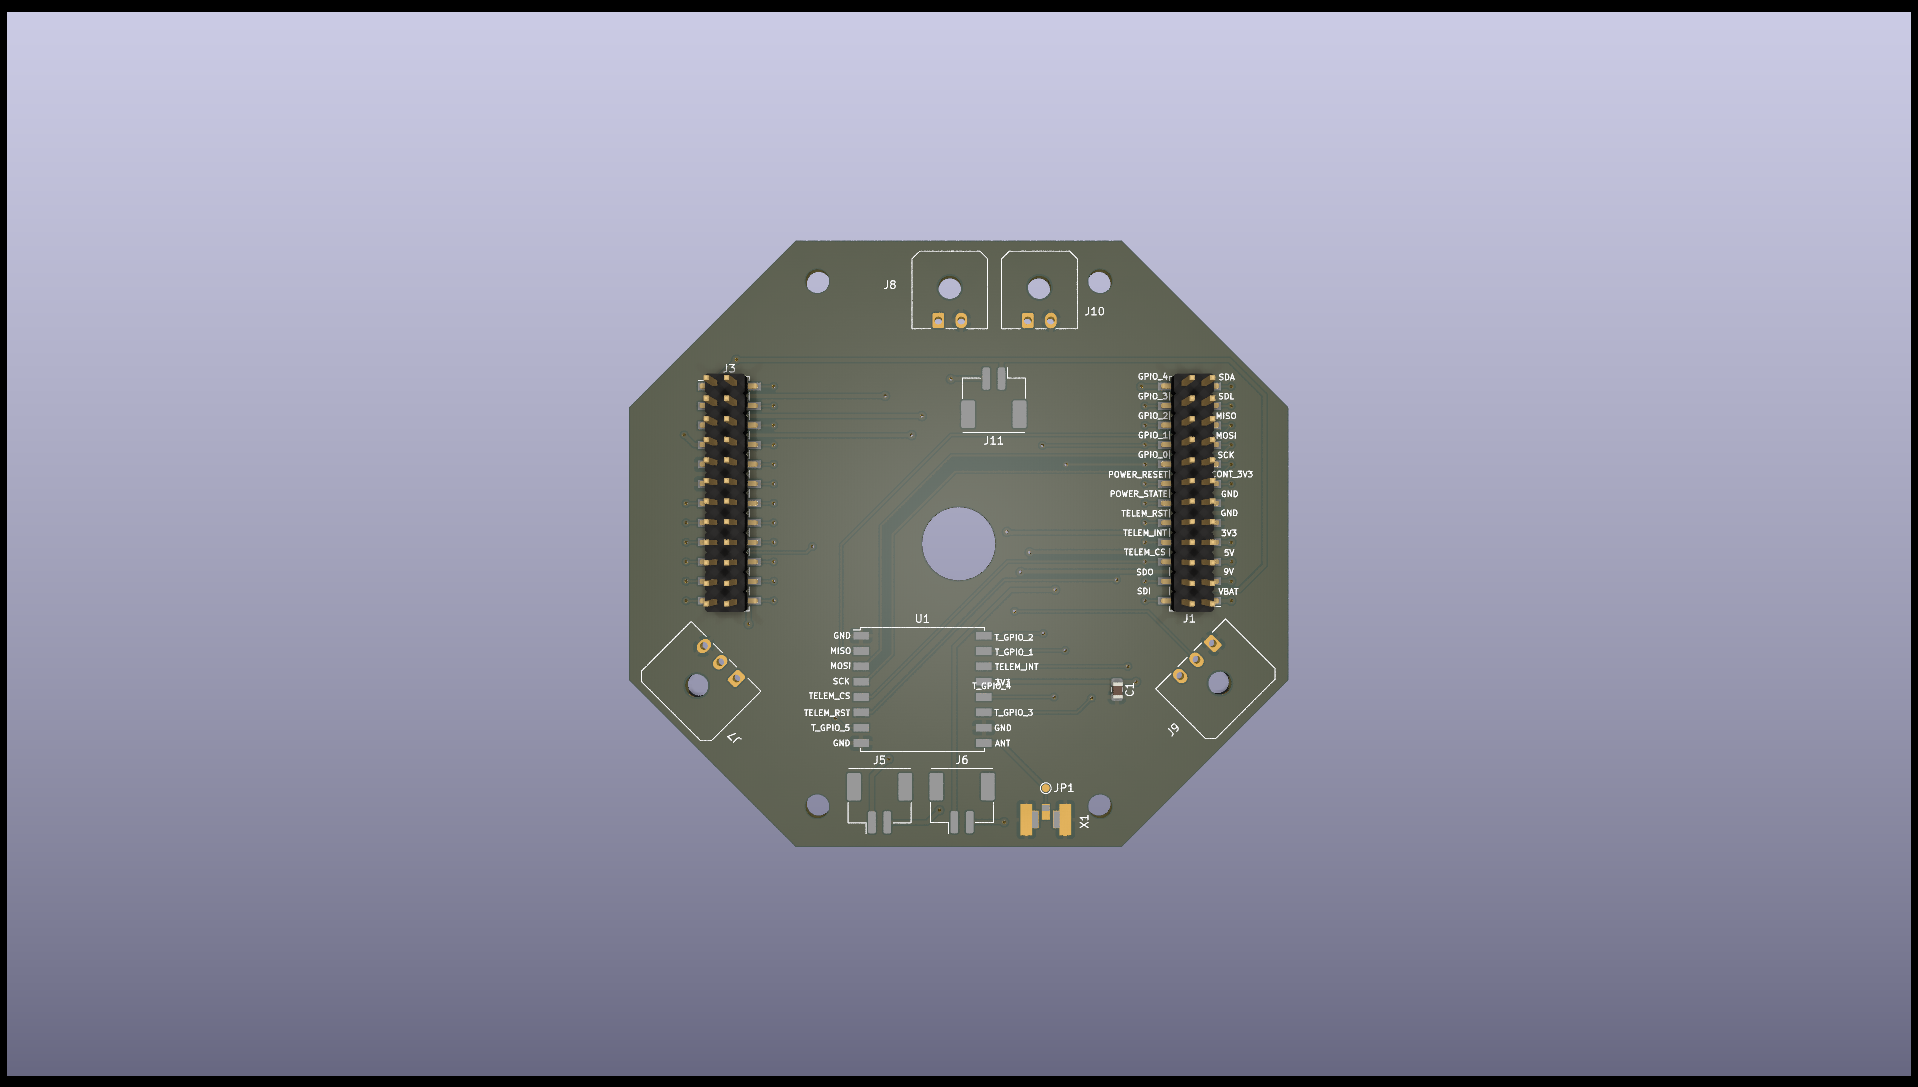 J8
J10
J3
J11
GPIO_4
GPIO_3
GPIO_2
GPIO_1
GPIO_0
POWER_RESET
POWER_STATE
TELEM_RST
TELEM_INT
TELEM_CS
SDO
SDI
SDA
SDL
MISO
MOSI
SCK
ONT_3V3
GND
GND
3V3
5V
9V
VBAT
J1
U1
GND
MISO
MOSI
SCK
TELEM_CS
TELEM_RST
T_GPIO_5
GND
T_GPIO_2
T_GPIO_1
TELEM_INT
3V3
T_GPIO_4
T_GPIO_3
GND
ANT
C1
J7
J9
J5
J6
JP1
X1